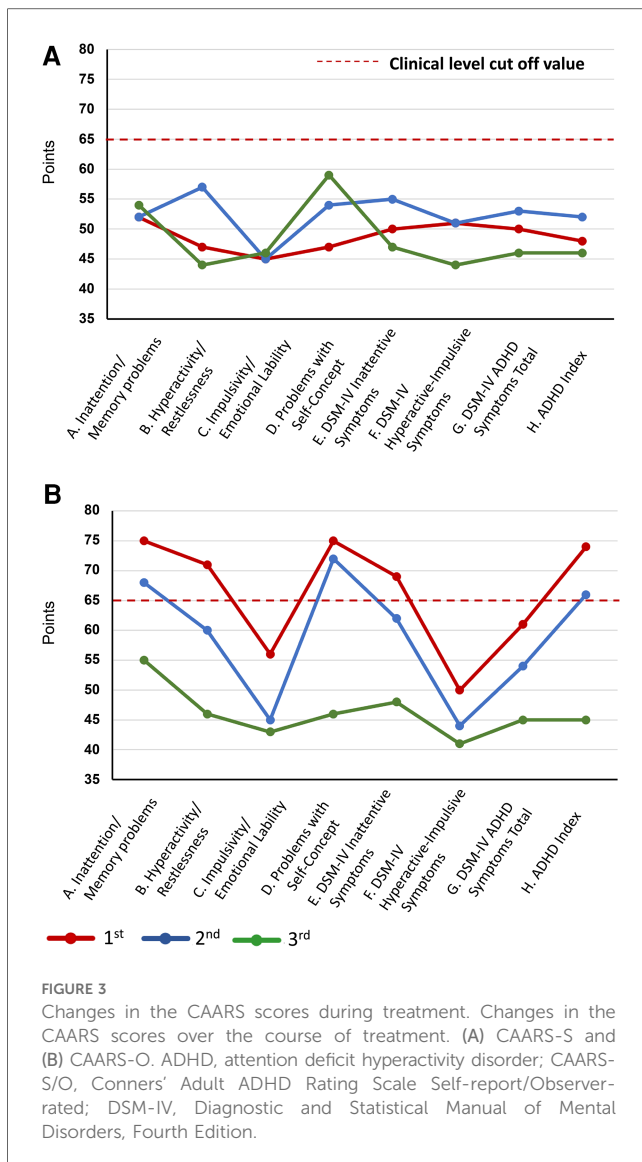 A
80
75
70
65
60
55
50
45
40
35
Points
Clinical level cut off value
A. Inattention/
Memory problems
B. Hyperactivity/
Restlessness
C. Impulsivity/
Emotional Lability
D. Problems with
Self-Concept
E. DSM-IV Inattentive
Symptoms
F. DSM-IV
Hyperactive-Impulsive
Symptoms
G. DSM-IV ADHD
Symptoms Total
H. ADHD Index
B
80
75
70
65
60
55
50
45
40
35
Points
A. Inattention/
Memory problems
B. Hyperactivity/
Restlessness
C. Impulsivity/
Emotional Lability
D. Problems with
Self-Concept
E. DSM-IV Inattentive
Symptoms
F. DSM-IV
Hyperactive-Impulsive
Symptoms
G. DSM-IV ADHD
Symptoms Total
H. ADHD Index
1st 2nd 3rd
FIGURE 3
Changes in the CAARS scores during treatment. Changes in the
CAARS scores over the course of treatment. (A) CAARS-S and
(B) CAARS-O. ADHD, attention deficit hyperactivity disorder; CAARS-
S/O, Conners' Adult ADHD Rating Scale Self-report/Observer-
rated; DSM-IV, Diagnostic and Statistical Manual of Mental
Disorders, Fourth Edition.